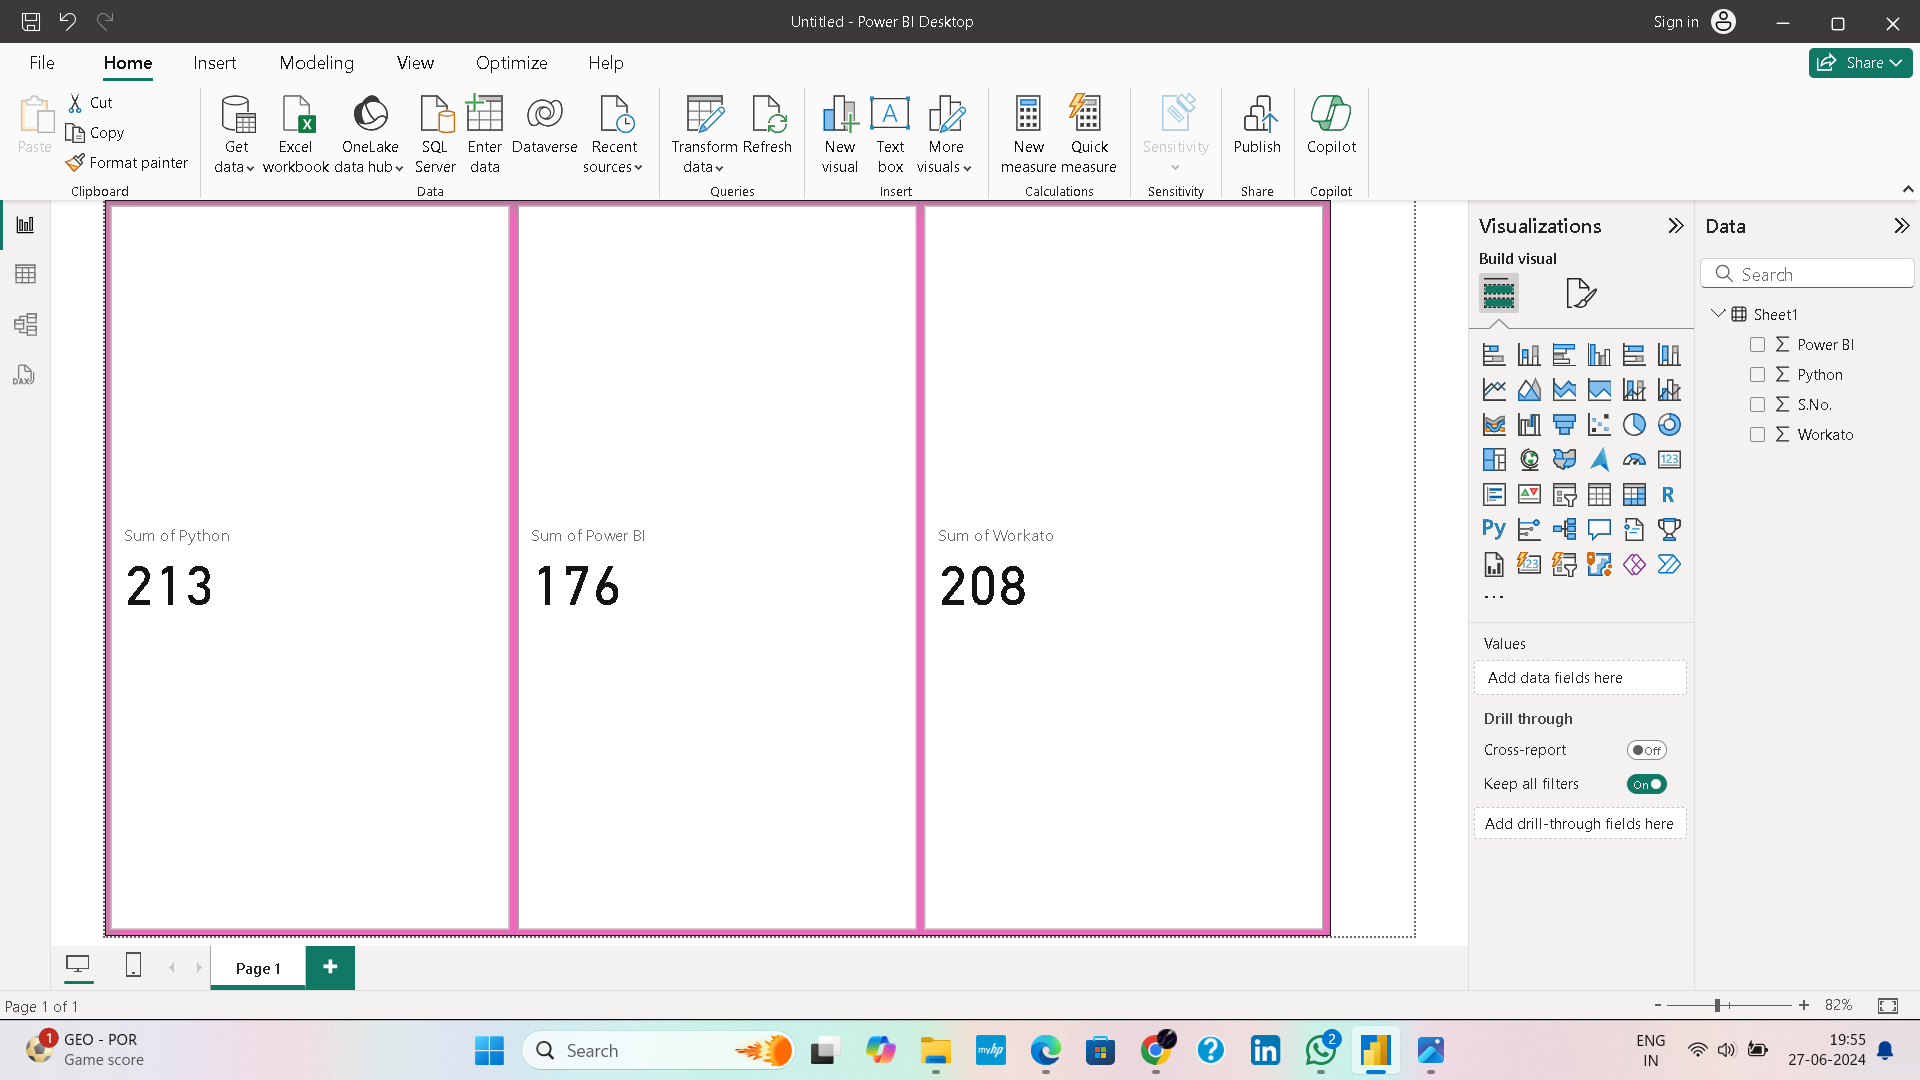 Untitled - Power BI Desktop
Sign in
File
Home
Insert
Modeling
View
Optimize
Help
Share
Paste
Cut
Copy
Format painter
Clipboard
Get data
Excel workbook
OneLake data hub
SQL Server
Enter data
Dataverse
Recent sources
Data
Transform data
Refresh
Queries
New visual
Text box
More visuals
Insert
New measure
Quick measure
Calculations
Sensitivity
Sensitivity
Publish
Share
Copilot
Copilot
DAX
Sum of Python
213
Sum of Power BI
176
Sum of Workato
208
Visualizations
Build visual
123
R
Py
123
...
Values
Add data fields here
Drill through
Cross-report
Off
Keep all filters
On
Add drill-through fields here
Data
Search
Sheet1
Power BI
Python
S.No.
Workato
Page 1
+
Page 1 of 1
- + 82%
1
GEO - POR
Game score
Search
myhp
?
in
2
ENG
IN
19:55
27-06-2024